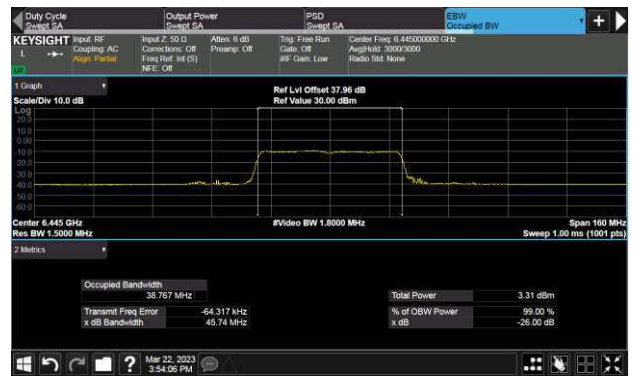 Duty Cycle
Swept SA
Output Power
Swept SA
PSD
Swept SA
EBW
Occupied BW
KEYSIGHT
L
Input: RF
Coupling: AC
Align: Partial
Input Z: 50 Ω
Corrections: Off
Freq Ref: Int (S)
NFE: Off
Atten: 6 dB
Preamp: Off
Trig: Free Run
Gate: Off
#IF Gain: Low
Center Freq: 6.445000000 GHz
Avg|Hold: 3000/3000
Radio Std: None
1 Graph
Scale/Div 10.0 dB
Ref Lvl Offset 37.96 dB
Ref Value 30.00 dBm
Log
20.0
10.0
0.00
-10.0
-20.0
-30.0
-40.0
-50.0
-60.0
Center 6.445 GHz
Res BW 1.5000 MHz
#Video BW 1.8000 MHz
Span 160 MHz
Sweep 1.00 ms (1001 pts)
2 Metrics
Occupied Bandwidth
38.767 MHz
Transmit Freq Error -64.317 kHz
x dB Bandwidth 45.74 MHz
Total Power 3.31 dBm
% of OBW Power 99.00 %
x dB -26.00 dB
Mar 22, 2023
3:54:06 PM